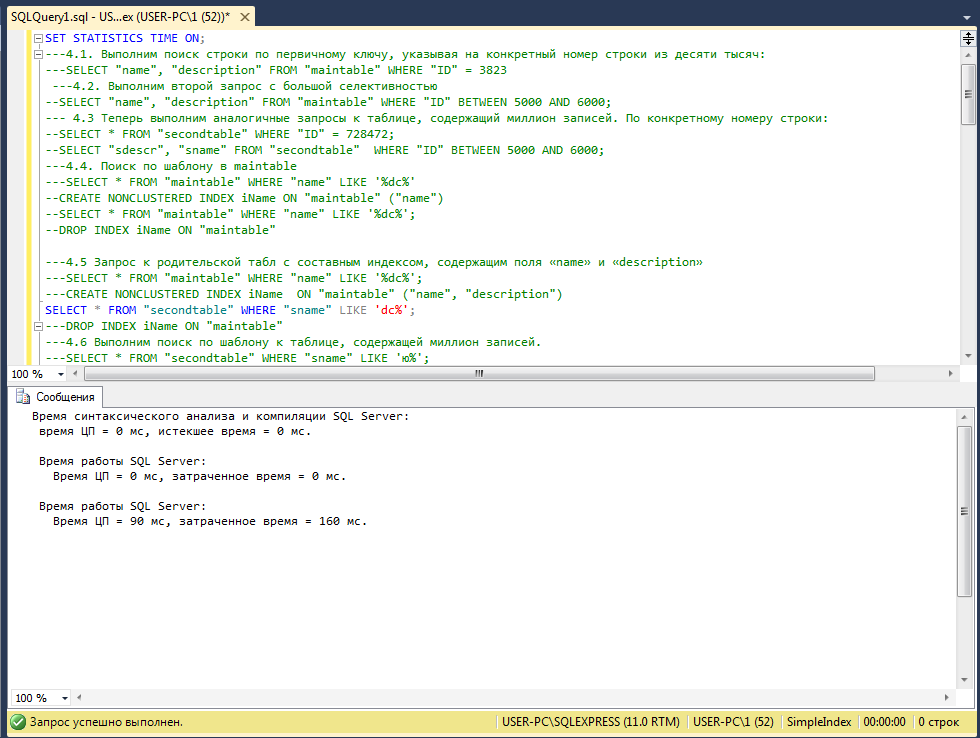 SQLQuery1.sql - US...ex (USER-PC\1 (52))*
SET STATISTICS TIME ON;
---4.1. Выполним поиск строки по первичному ключу, указывая на конкретный номер строки из десяти тысяч:
---SELECT "name", "description" FROM "maintable" WHERE "ID" = 3823
---4.2. Выполним второй запрос с большой селективностью
--SELECT "name", "description" FROM "maintable" WHERE "ID" BETWEEN 5000 AND 6000;
--- 4.3 Теперь выполним аналогичные запросы к таблице, содержащий миллион записей. По конкретному номеру строки:
--SELECT * FROM "secondtable" WHERE "ID" = 728472;
--SELECT "sdescr", "sname" FROM "secondtable"  WHERE "ID" BETWEEN 5000 AND 6000;
---4.4. Поиск по шаблону в maintable
---SELECT * FROM "maintable" WHERE "name" LIKE '%dc%'
--CREATE NONCLUSTERED INDEX iName ON "maintable" ("name")
--SELECT * FROM "maintable" WHERE "name" LIKE '%dc%';
--DROP INDEX iName ON "maintable"
---4.5 Запрос к родительской табл с составным индексом, содержащим поля «name» и «description»
---SELECT * FROM "maintable" WHERE "name" LIKE '%dc%';
---CREATE NONCLUSTERED INDEX iName  ON "maintable" ("name", "description")
SELECT * FROM "secondtable" WHERE "sname" LIKE 'dc%';
---DROP INDEX iName ON "maintable"
---4.6 Выполним поиск по шаблону к таблице, содержащей миллион записей.
---SELECT * FROM "secondtable" WHERE "sname" LIKE 'ю%';
100 %
Сообщения
Время синтаксического анализа и компиляции SQL Server:
время ЦП = 0 мс, истекшее время = 0 мс.
Время работы SQL Server:
Время ЦП = 0 мс, затраченное время = 0 мс.
Время работы SQL Server:
Время ЦП = 90 мс, затраченное время = 160 мс.
100 %
Запрос успешно выполнен.
USER-PC\SQLEXPRESS (11.0 RTM)
USER-PC\1 (52)
SimpleIndex
00:00:00
0 строк